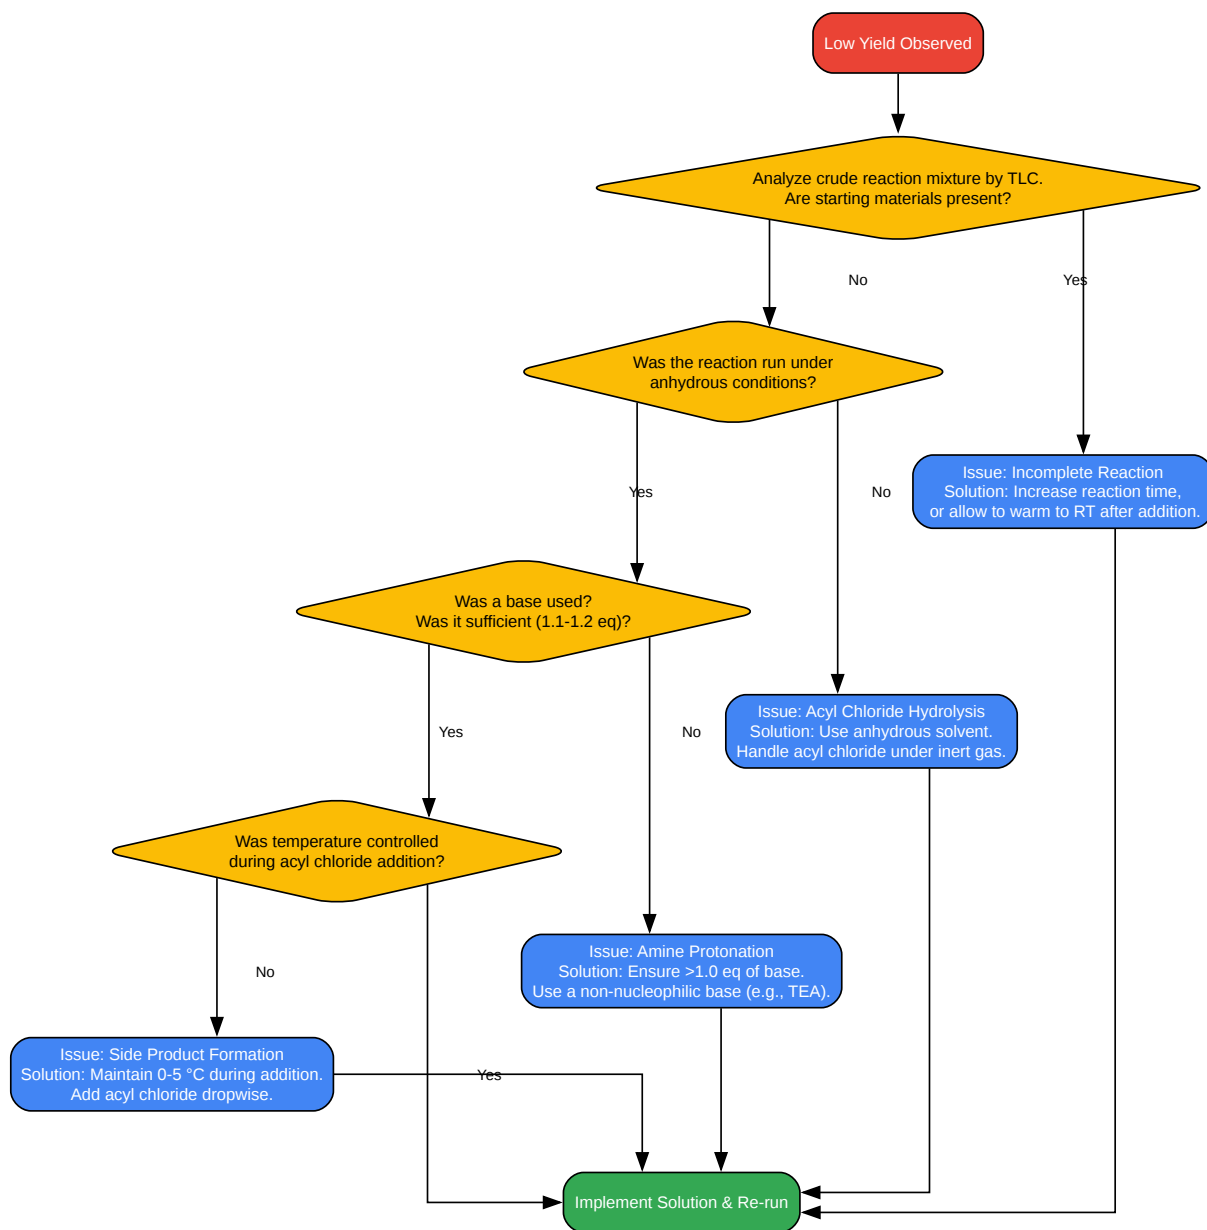 Low Yield Observed
Analyze crude reaction mixture by TLC.
Are starting materials present?
No
Yes
Was the reaction run under
anhydrous conditions?
Yes
No
Issue: Incomplete Reaction
Solution: Increase reaction time,
or allow to warm to RT after addition.
Was a base used?
Was it sufficient (1.1-1.2 eq)?
Yes
No
Issue: Acyl Chloride Hydrolysis
Solution: Use anhydrous solvent.
Handle acyl chloride under inert gas.
Was temperature controlled
during acyl chloride addition?
No
Issue: Amine Protonation
Solution: Ensure >1.0 eq of base.
Use a non-nucleophilic base (e.g., TEA).
Issue: Side Product Formation
Solution: Maintain 0-5 °C during addition.
Add acyl chloride dropwise.
Yes
Implement Solution & Re-run